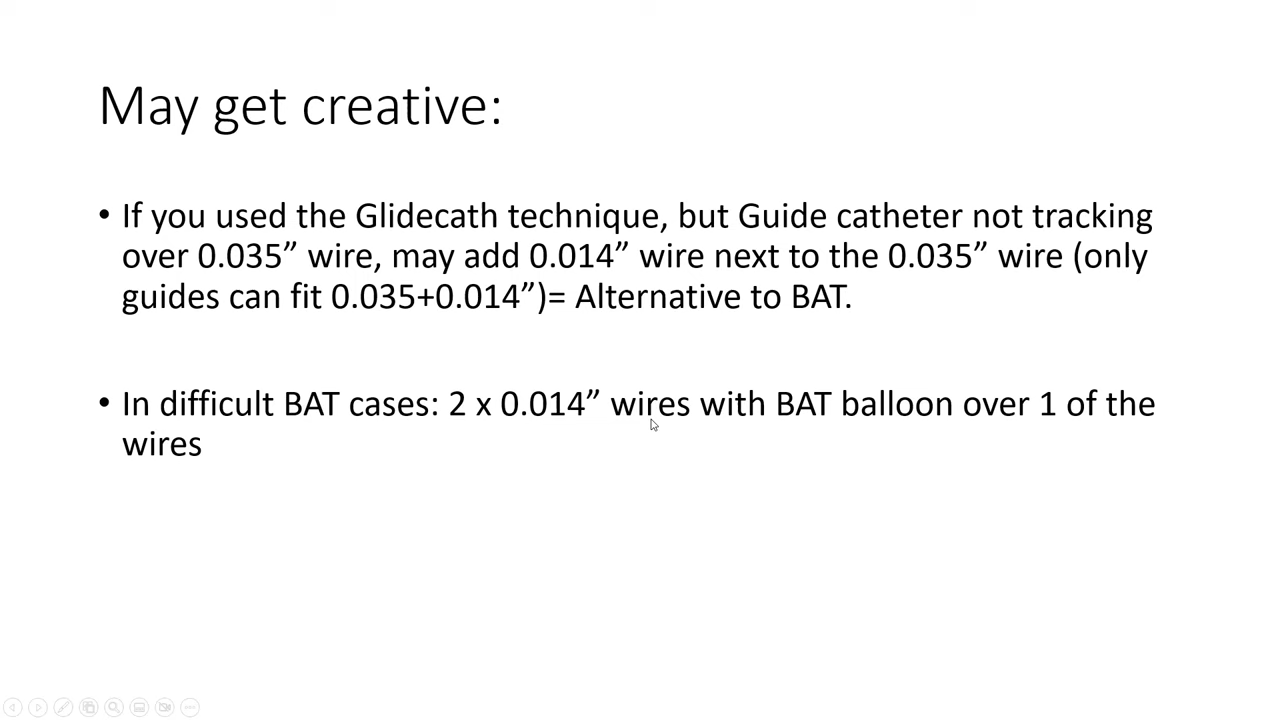 May get creative:
• If you used the Glidecath technique, but Guide catheter not tracking
over 0.035” wire, may add 0.014” wire next to the 0.035” wire (only
guides can fit 0.035+0.014”)= Alternative to BAT.
• In difficult BAT cases: 2 x 0.014” wires with BAT balloon over 1 of the
wires